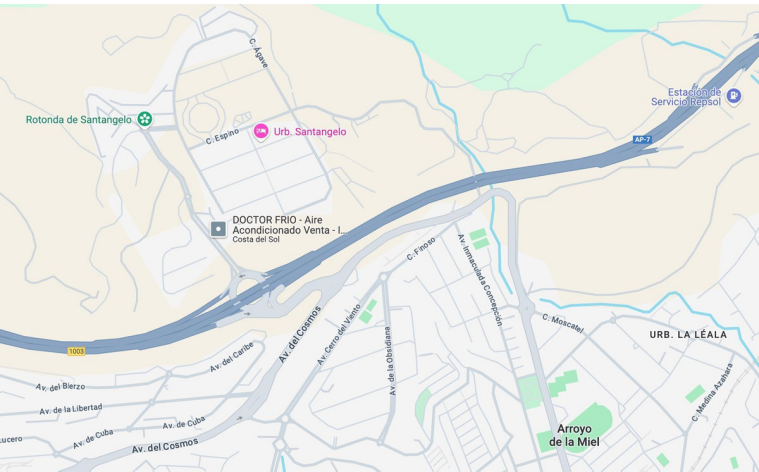 C. Ágave
Estación de
Servicio Repsol
Rotonda de Santangelo
C. Espino
Urb. Santangelo
AP-7
DOCTOR FRIO - Aire
Acondicionado Venta - I...
Costa del Sol
C. Finoso
Av. Inmaculada Concepción
Av. del Cosmos
Av. Cerro del Viento
C. Moscatel
Av. de la Obsidiana
URB. LA LEALA
1003
Av. del Caribe
C. Medina Azahara
Av. del Bierzo
Av. de la Libertad
Av. de Cuba
Lucero
Av. de Cuba
Av. del Cosmos
Arroyo
de la Miel